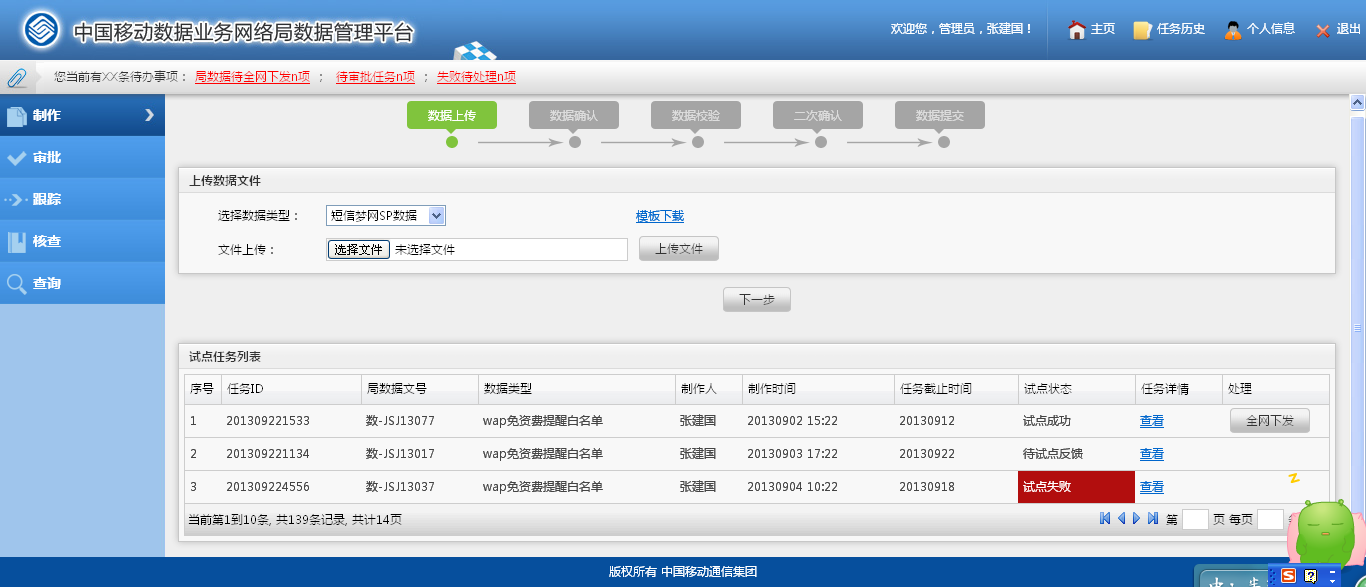 中国移动数据业务网络局数据管理平台
欢迎您，管理员，张建国！ 主页 任务历史 个人信息 退出
您当前有XX条待办事项： 局数据待全网下发n项 ； 待审批任务n项 ； 失败待处理n项
制作
审批
跟踪
核查
查询
数据上传 数据确认 数据校验 二次确认 数据提交
上传数据文件
选择数据类型： 短信梦网SP数据 模板下载
文件上传： 选择文件 未选择文件 上传文件
下一步
试点任务列表
序号 任务ID 局数据文号 数据类型 制作人 制作时间 任务截止时间 试点状态 任务详情 处理
1 201309221533 数-JSJ13077 wap免资费提醒白名单 张建国 20130902 15:22 20130912 试点成功 查看 全网下发
2 201309221134 数-JSJ13017 wap免资费提醒白名单 张建国 20130903 17:22 20130922 待试点反馈 查看
3 201309224556 数-JSJ13037 wap免资费提醒白名单 张建国 20130904 10:22 20130918 试点失败 查看
当前第1到10条, 共139条记录, 共计14页 第 页 每页
版权所有 中国移动通信集团
z
S ?